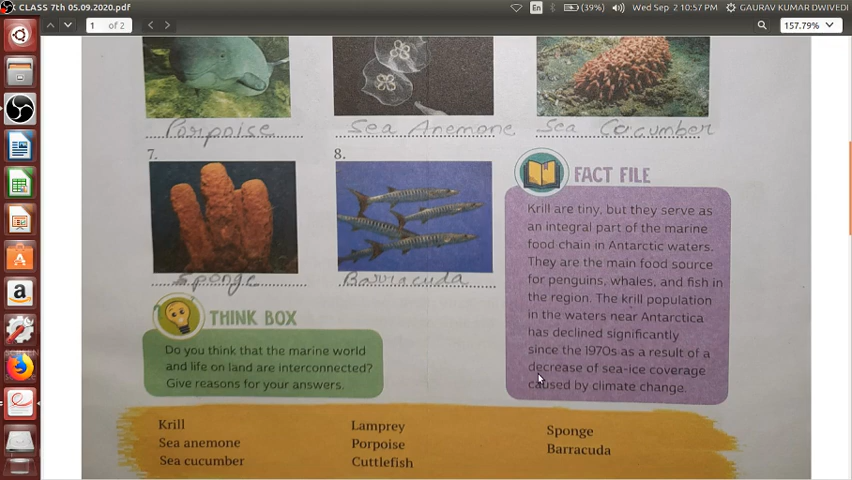 CLASS 7th 05.09.2020.pdf
En
(39%)
Wed Sep 2 10:57 PM
GAURAV KUMAR DWIVEDI
1 of 2
157.79%
Porpoise
Sea Anemone
Sea Cocumber
7.
8.
Sponge
Barracuda
FACT FILE
Krill are tiny, but they serve as
an integral part of the marine
food chain in Antarctic waters.
They are the main food source
for penguins, whales, and fish in
the region. The krill population
in the waters near Antarctica
has declined significantly
since the 1970s as a result of a
decrease of sea-ice coverage
caused by climate change.
THINK BOX
Do you think that the marine world
and life on land are interconnected?
Give reasons for your answers.
Krill
Sea anemone
Sea cucumber
Lamprey
Porpoise
Cuttlefish
Sponge
Barracuda